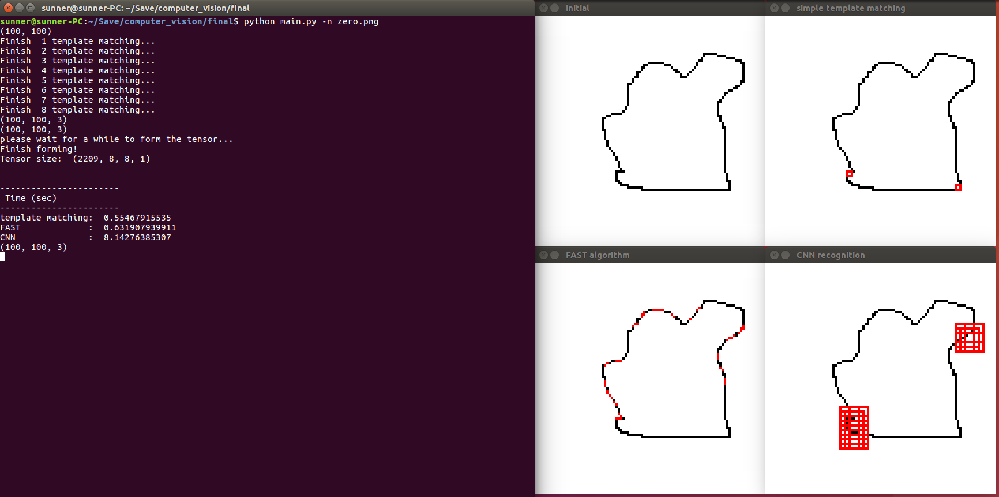 sunner@sunner-PC: ~/Save/computer_vision/final
sunner@sunner-PC:~/Save/computer_vision/final$ python main.py -n zero.png
(100, 100)
Finish  1 template matching...
Finish  2 template matching...
Finish  3 template matching...
Finish  4 template matching...
Finish  5 template matching...
Finish  6 template matching...
Finish  7 template matching...
Finish  8 template matching...
(100, 100, 3)
(100, 100, 3)
please wait for a while to form the tensor...
Finish forming!
Tensor size:  (2209, 8, 8, 1)
-----------------------
 Time (sec)
-----------------------
template matching:  0.55467915535
FAST             :  0.631907939911
CNN              :  8.14276385307
(100, 100, 3)
initial
simple template matching
FAST algorithm
CNN recognition